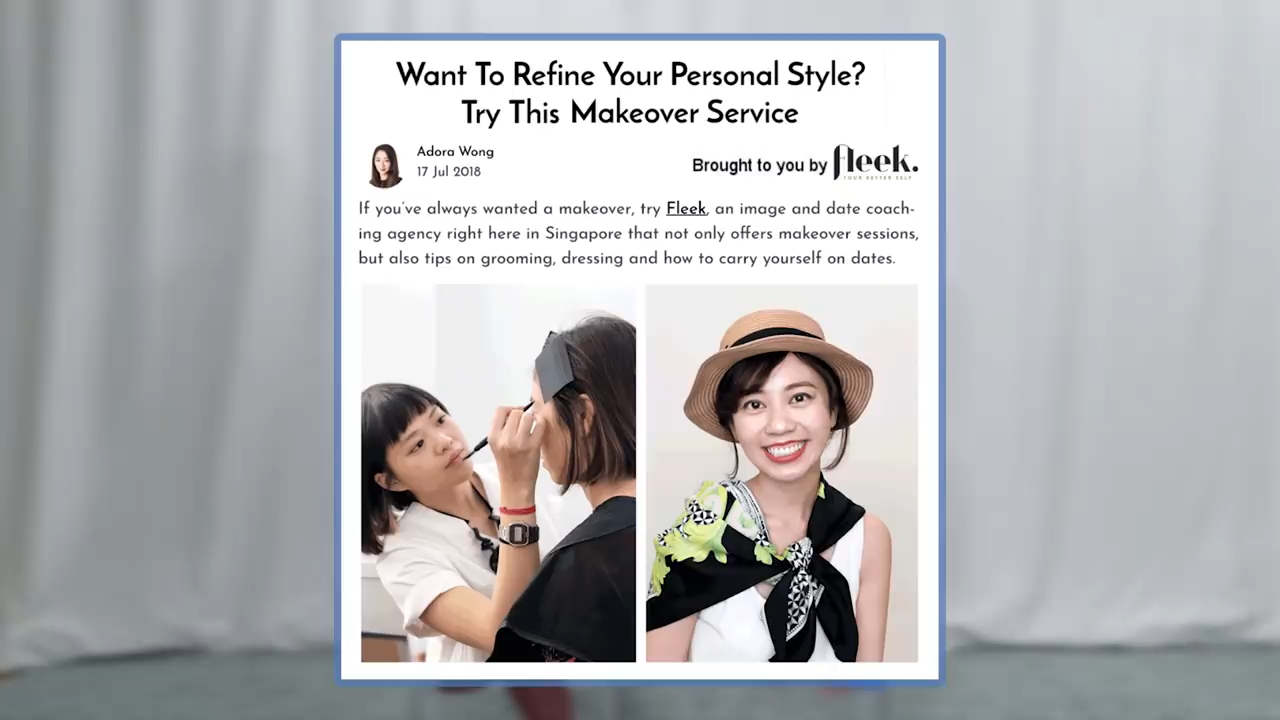 Want To Refine Your Personal Style?
Try This Makeover Service
Adora Wong
17 Jul 2018
Brought to you by fleek.
YOUR BETTER SELF
If you've always wanted a makeover, try Fleek, an image and date coach-
ing agency right here in Singapore that not only offers makeover sessions,
but also tips on grooming, dressing and how to carry yourself on dates.